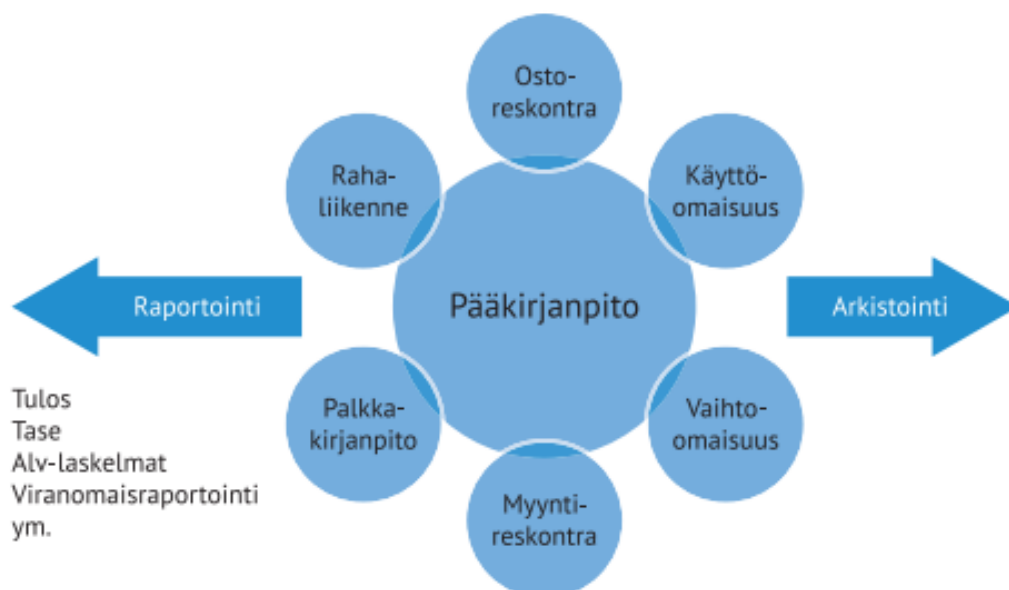 Osto-
reskontra
Raha-
liikenne
Käyttö-
omaisuus
Raportointi
Pääkirjanpito
Arkistointi
Palkka-
kirjanpito
Vaihto-
omaisuus
Myynti-
reskontra
Tulos
Tase
Alv-laskelmat
Viranomaisraportointi
ym.